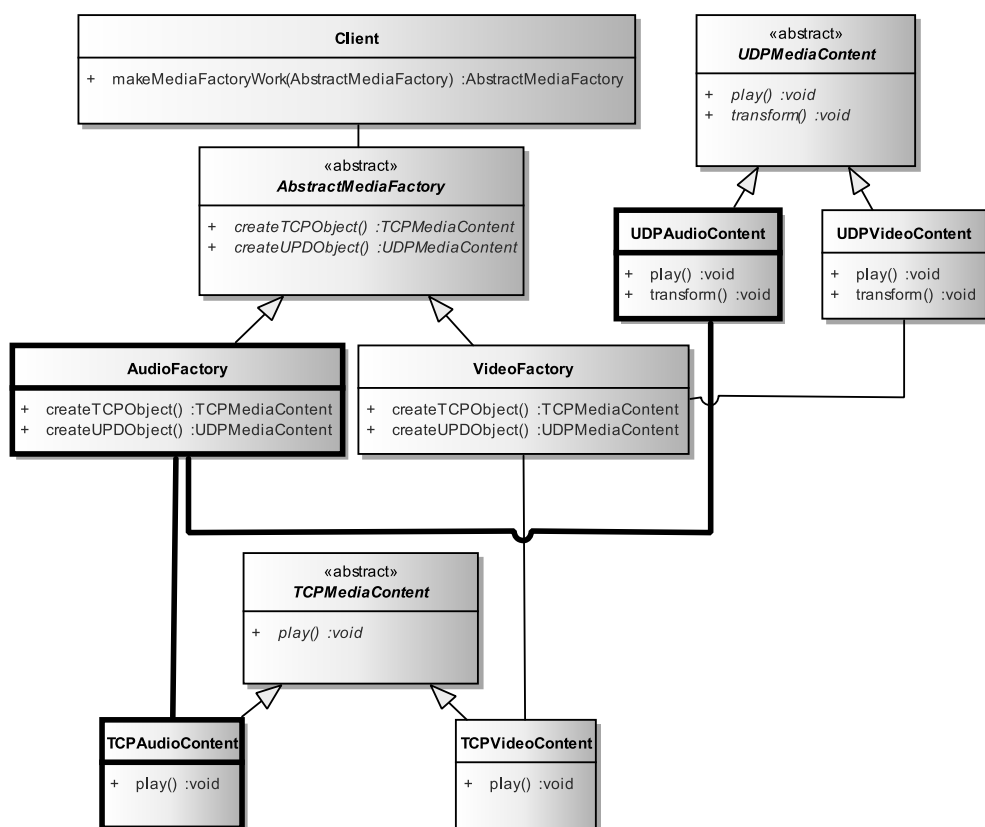 Client
+ makeMediaFactoryWork(AbstractMediaFactory) :AbstractMediaFactory
«abstract»
UDPMediaContent
+ play() :void
+ transform() :void
«abstract»
AbstractMediaFactory
+ createTCPObject() :TCPMediaContent
+ createUPDObject() :UDPMediaContent
UDPAudioContent
+ play() :void
+ transform() :void
UDPVideoContent
+ play() :void
+ transform() :void
AudioFactory
+ createTCPObject() :TCPMediaContent
+ createUPDObject() :UDPMediaContent
VideoFactory
+ createTCPObject() :TCPMediaContent
+ createUPDObject() :UDPMediaContent
«abstract»
TCPMediaContent
+ play() :void
TCPAudioContent
+ play() :void
TCPVideoContent
+ play() :void